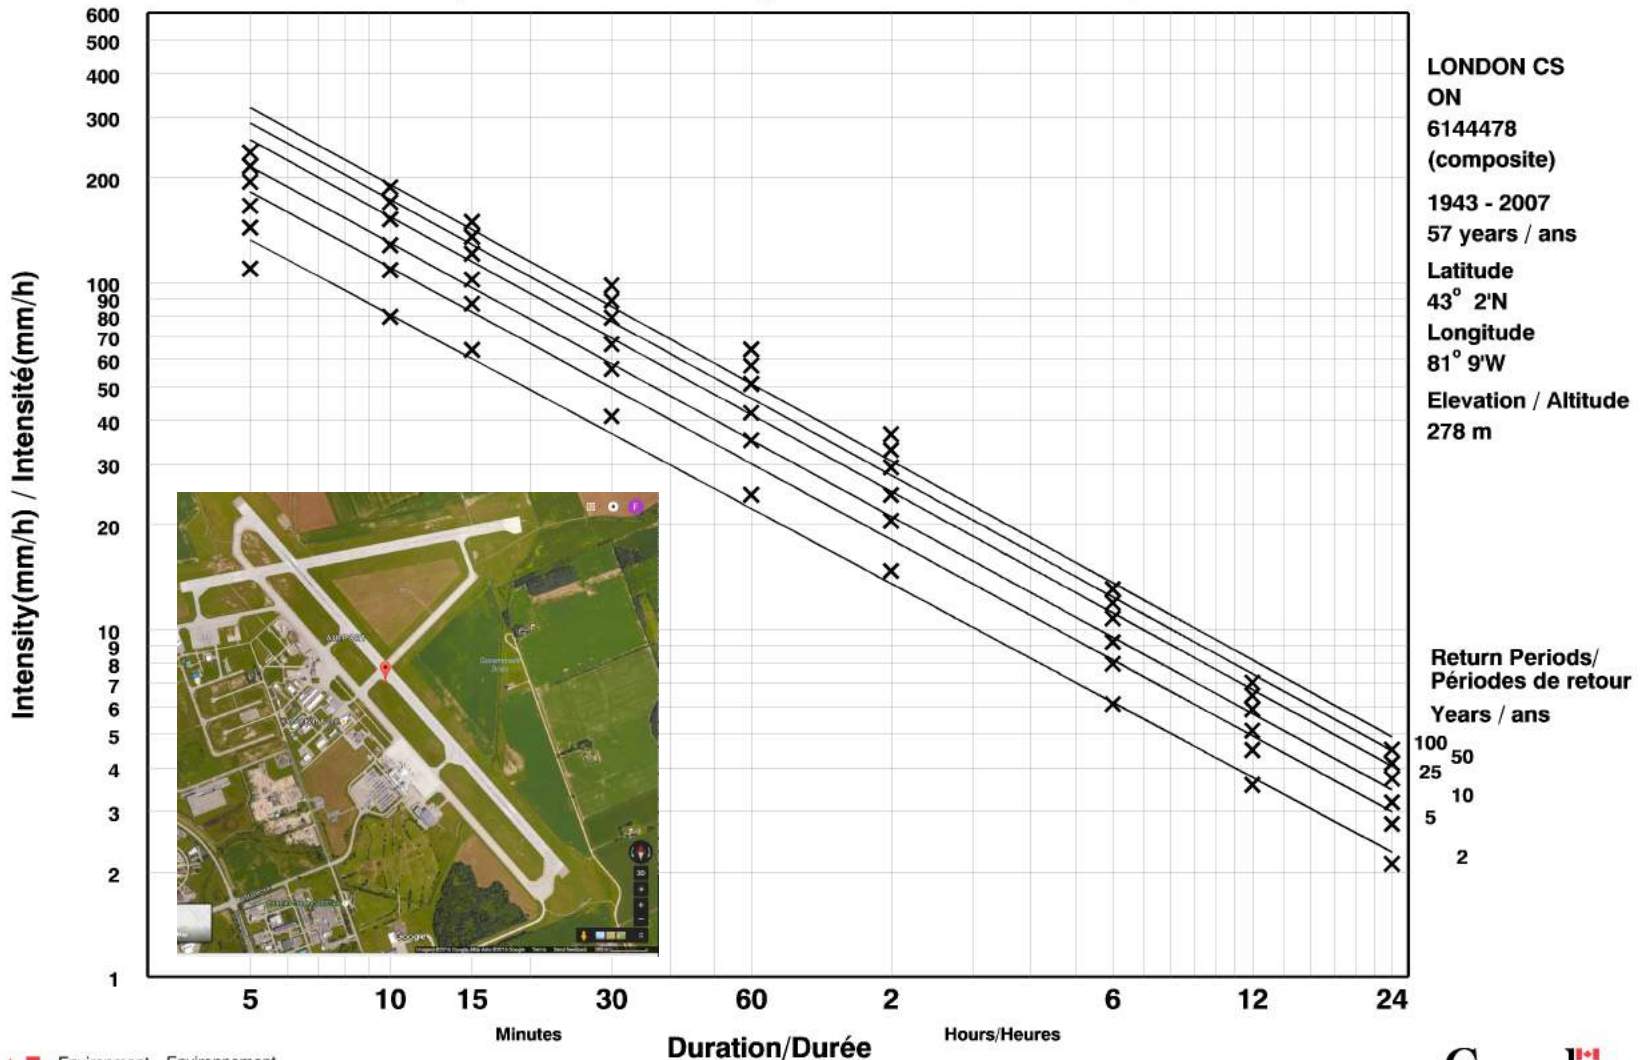 600
500
400
300
200
100
90
80
70
60
50
40
30
20
10
9
8
7
6
5
4
3
2
1
Intensity(mm/h) / Intensité(mm/h)
5 10 15 30 60 2 6 12 24
Minutes Hours/Heures
Duration/Durée
LONDON CS
ON
6144478
(composite)
1943 - 2007
57 years / ans
Latitude
43° 2'N
Longitude
81° 9'W
Elevation / Altitude
278 m
Return Periods/
Périodes de retour
Years / ans
100
50
25
10
5
2
F
Government
Drain
3D
Google
Environment Environnement